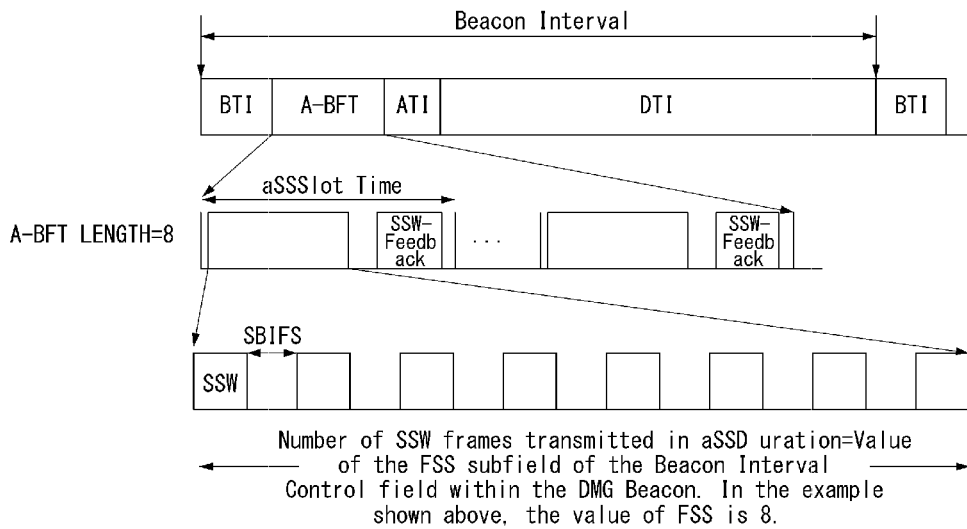 Beacon Interval
BTI
A-BFT
ATI
DTI
BTI
aSSSlot Time
A-BFT LENGTH=8
SSW-
Feedb
ack
...
SSW-
Feedb
ack
SBIFS
SSW
Number of SSW frames transmitted in aSSD uration=Value
of the FSS subfield of the Beacon Interval
Control field within the DMG Beacon. In the example
shown above, the value of FSS is 8.